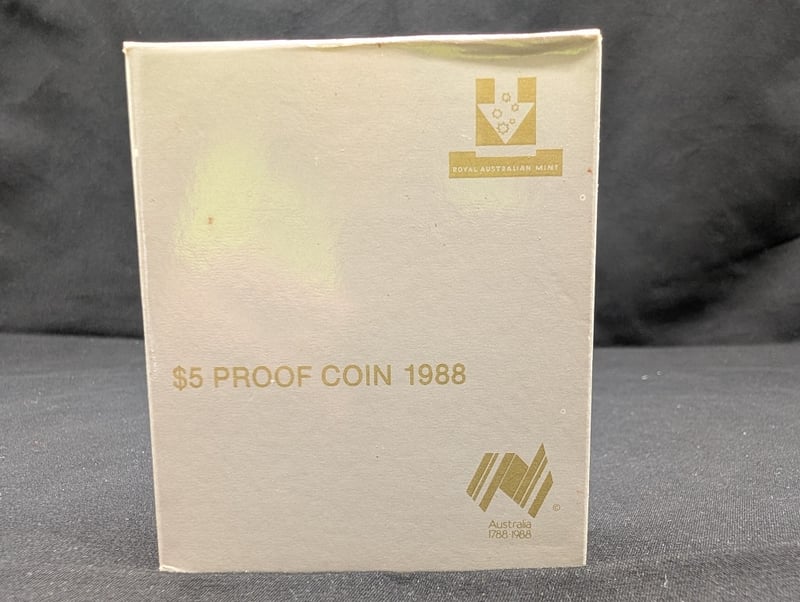 ROYAL AUSTRALIAN MINT
$5 PROOF COIN 1988
©
Australia
1788-1988